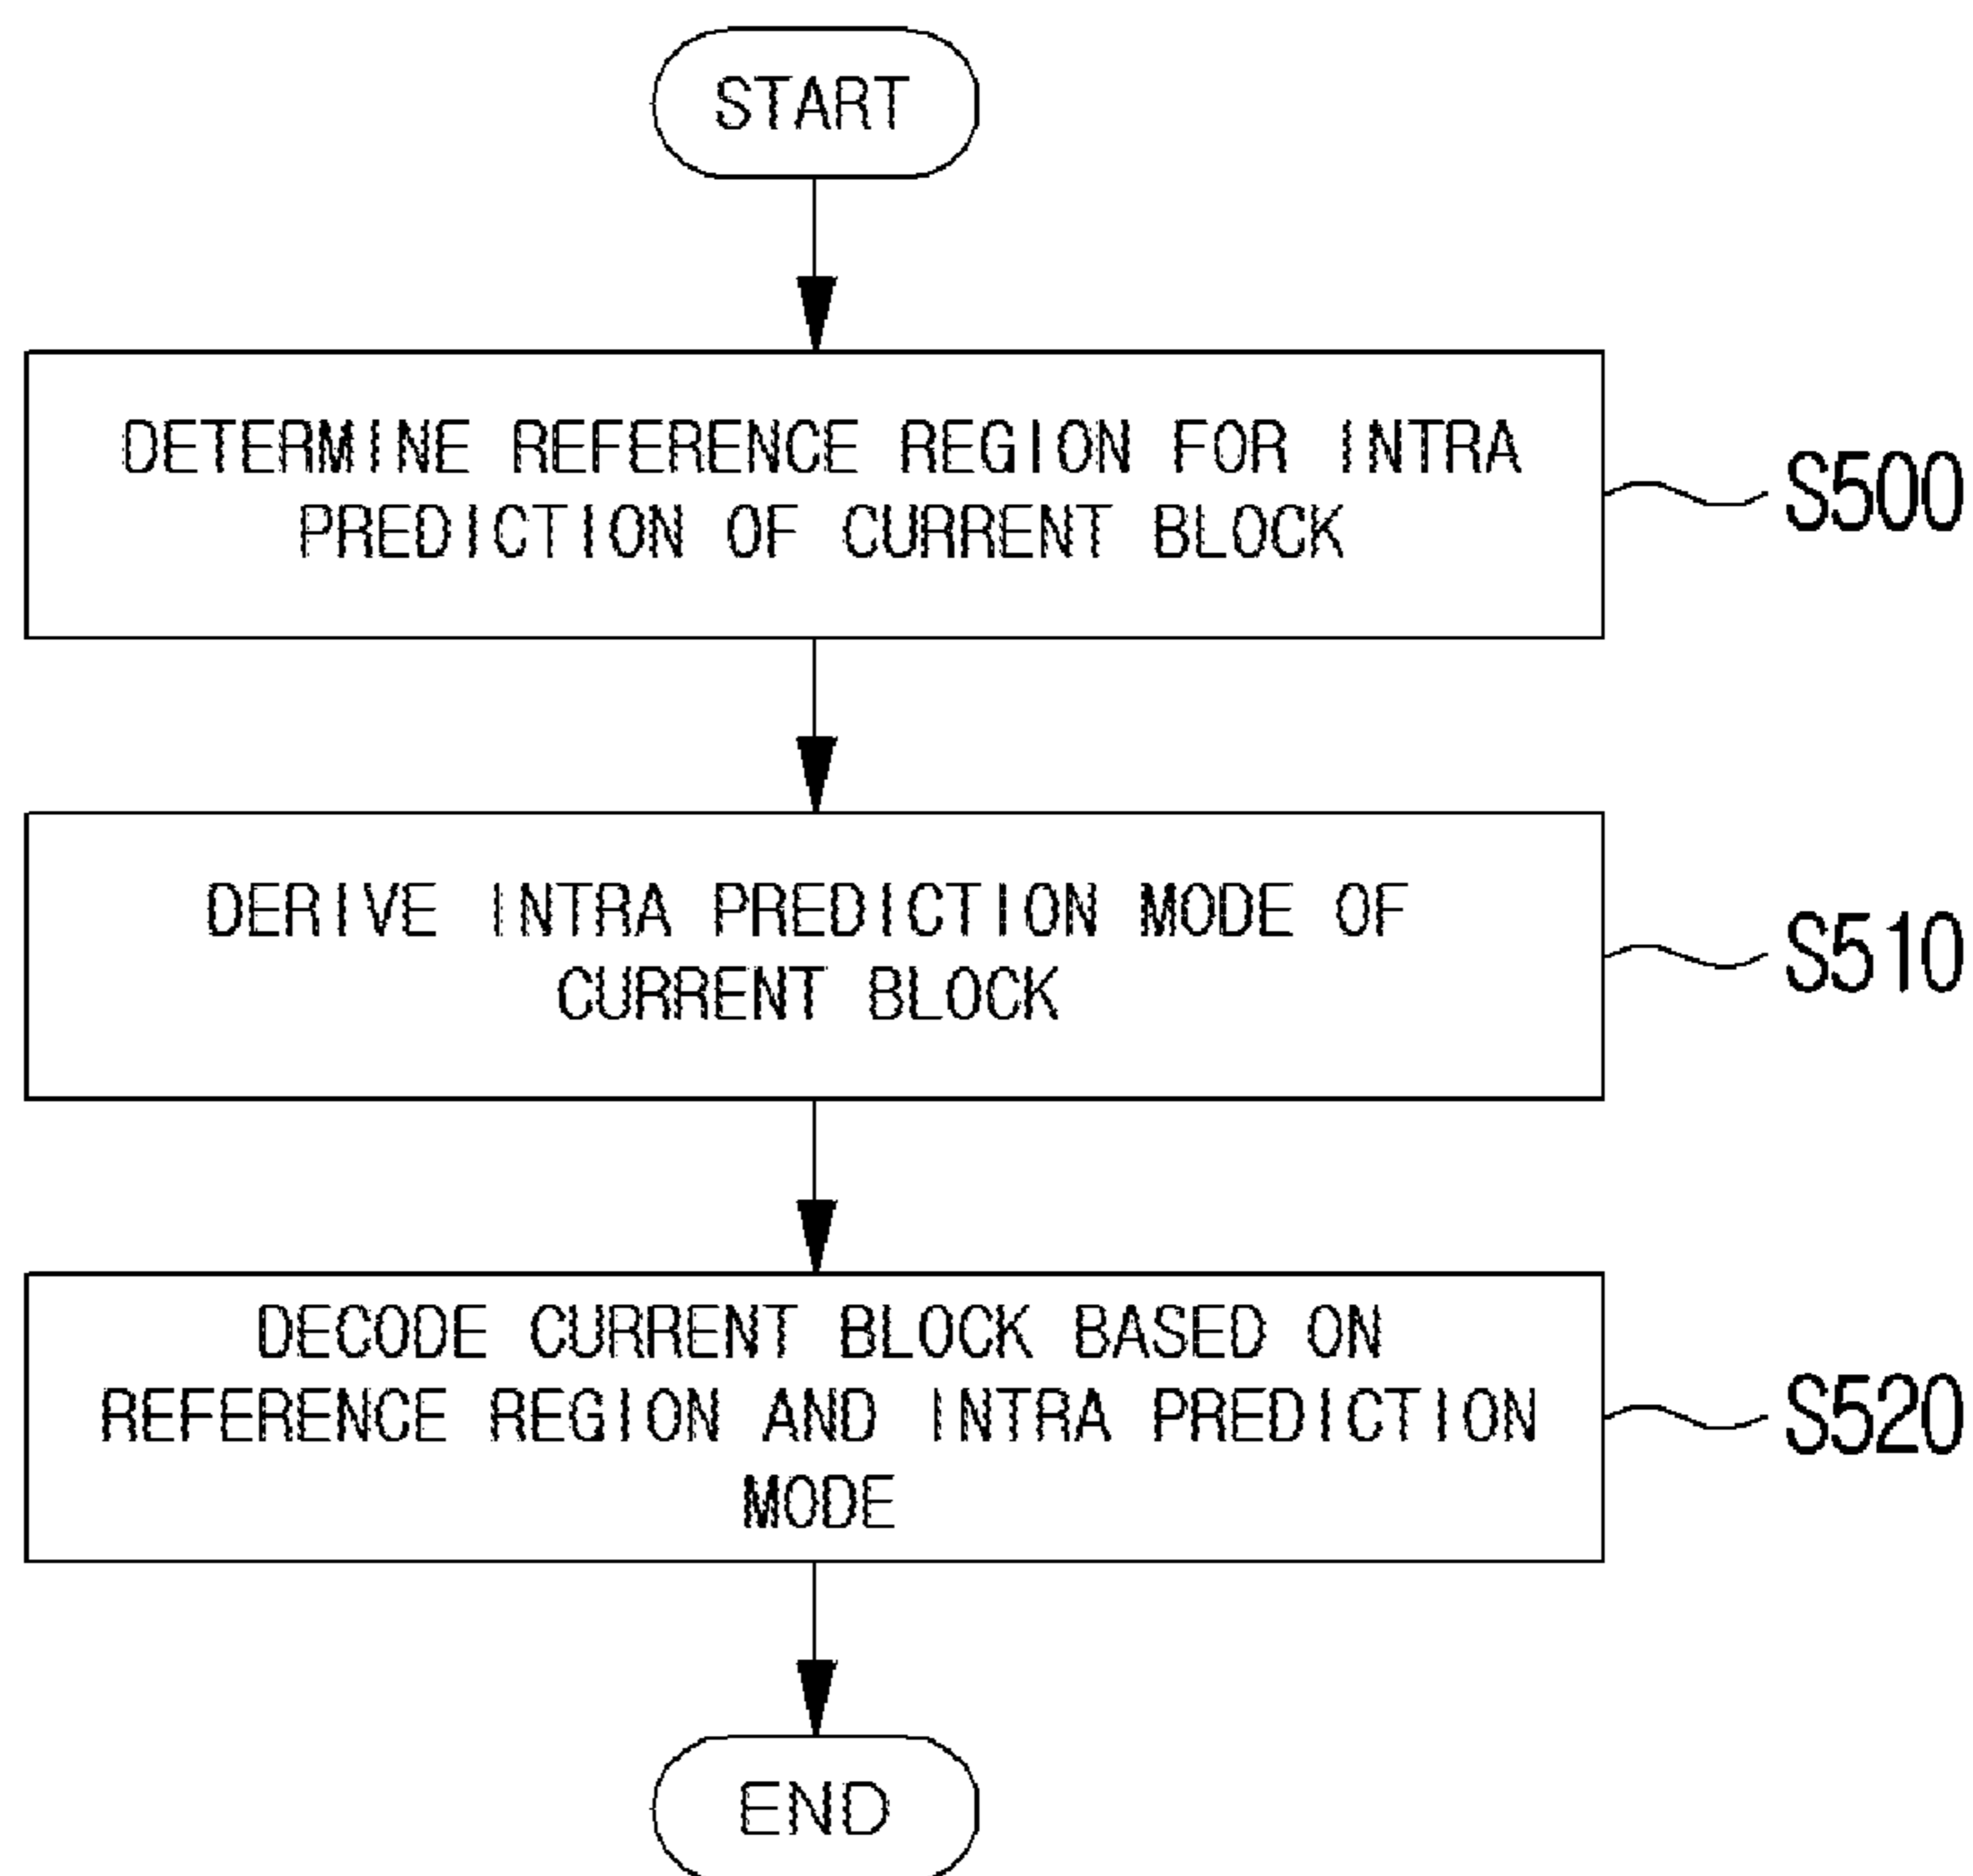 START
DETERMINE REFERENCE REGION FOR INTRA
PREDICTION OF CURRENT BLOCK
S500
DERIVE INTRA PREDICTION MODE OF
CURRENT BLOCK
S510
DECODE CURRENT BLOCK BASED ON
REFERENCE REGION AND INTRA PREDICTION
MODE
S520
END